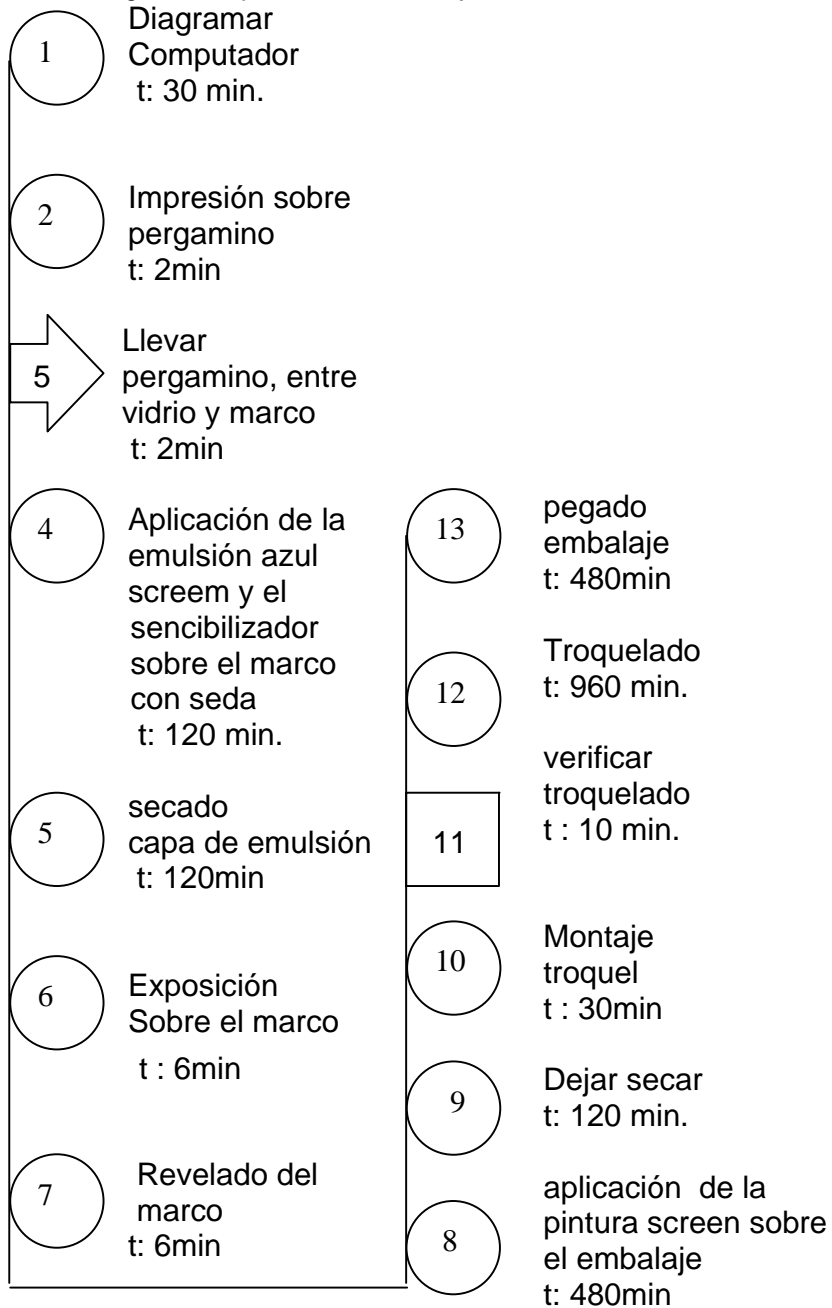 1
Diagramar
Computador
t: 30 min.
2
Impresión sobre
pergamino
t: 2min
5
Llevar
pergamino, entre
vidrio y marco
t: 2min
4
Aplicación de la
emulsión azul
screem y el
sencibilizador
sobre el marco
con seda
t: 120 min.
5
secado
capa de emulsión
t: 120min
6
Exposición
Sobre el marco
t : 6min
7
Revelado del
marco
t: 6min
13
pegado
embalaje
t: 480min
12
Troquelado
t: 960 min.
11
verificar
troquelado
t : 10 min.
10
Montaje
troquel
t : 30min
9
Dejar secar
t: 120 min.
8
aplicación de la
pintura screen sobre
el embalaje
t: 480min